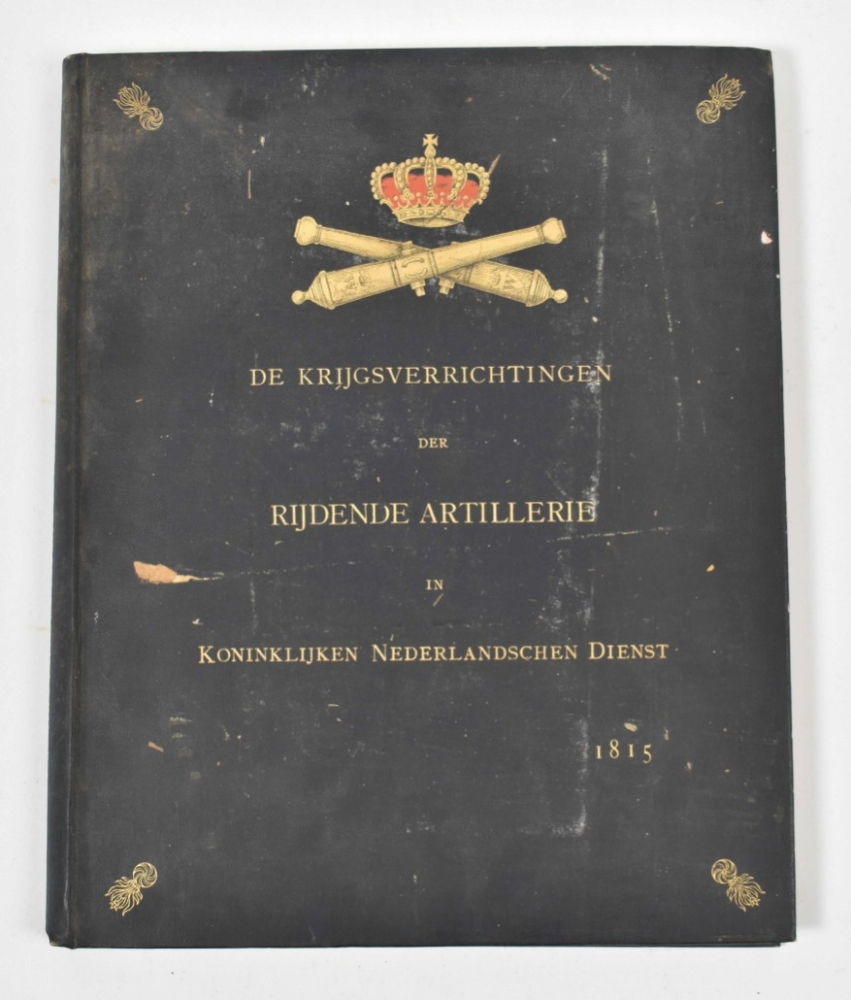 DE KRIJGSVERRICHTINGEN
DER
RIJDENDE ARTILLERIE
IN
KONINKLIJKEN NEDERLANDSCHEN DIENST
1815